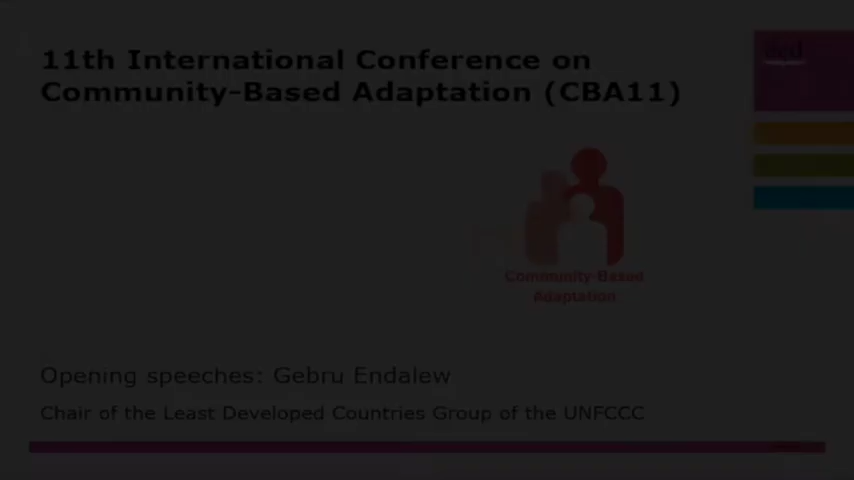 11th International Conference on
Community-Based Adaptation (CBA11)
iied
Community-Based
Adaptation
Opening speeches: Gebru Endalew
Chair of the Least Developed Countries Group of the UNFCCC